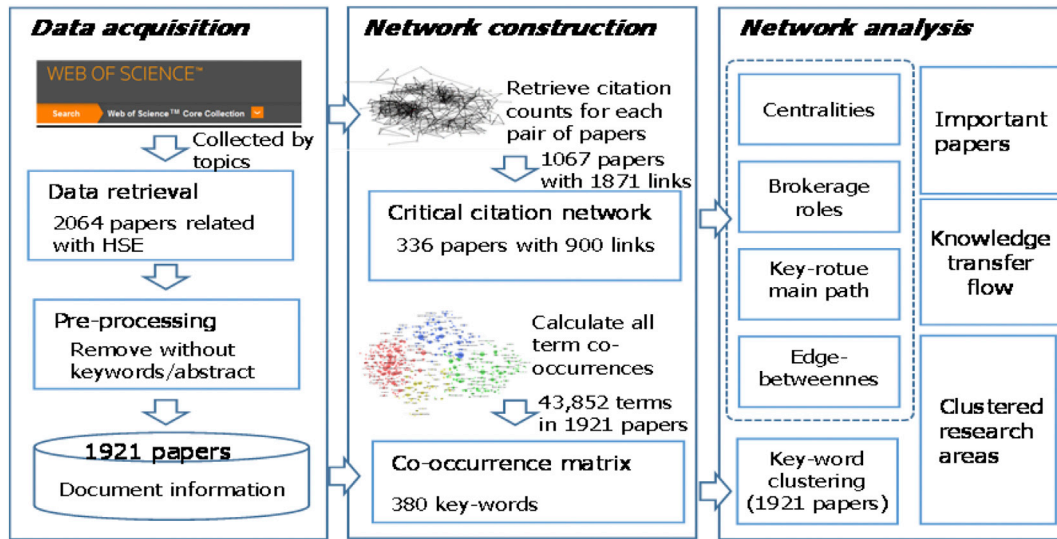 Data acquisition
WEB OF SCIENCE™
Search Web of Science™ Core Collection
Collected by
topics
Data retrieval
2064 papers related
with HSE
Pre-processing
Remove without
keywords/abstract
1921 papers
Document information
Network construction
Retrieve citation
counts for each
pair of papers
1067 papers
with 1871 links
Critical citation network
336 papers with 900 links
Calculate all
term co-
occurrences
43,852 terms
in 1921 papers
Co-occurrence matrix
380 key-words
Network analysis
Centralities
Brokerage
roles
Key-rotue
main path
Edge-
betweennes
Key-word
clustering
(1921 papers)
Important
papers
Knowledge
transfer
flow
Clustered
research
areas